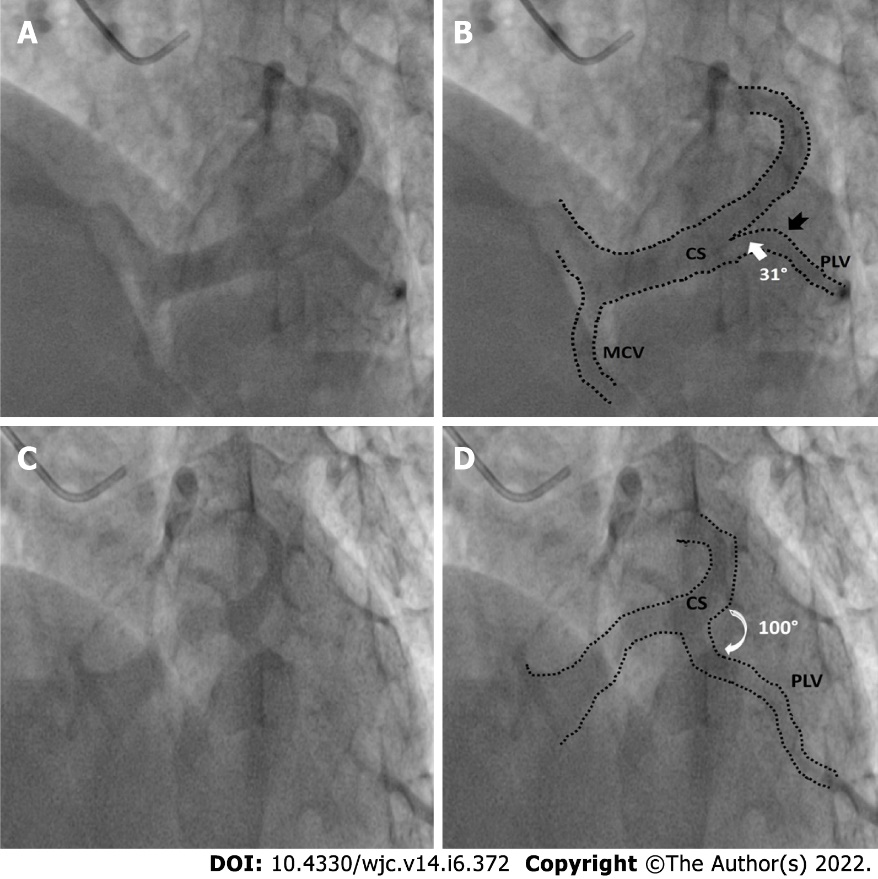 A
B
CS
PLV
31°
MCV
C
D
CS
100°
PLV
DOI: 10.4330/wjc.v14.i6.372 Copyright ©The Author(s) 2022.